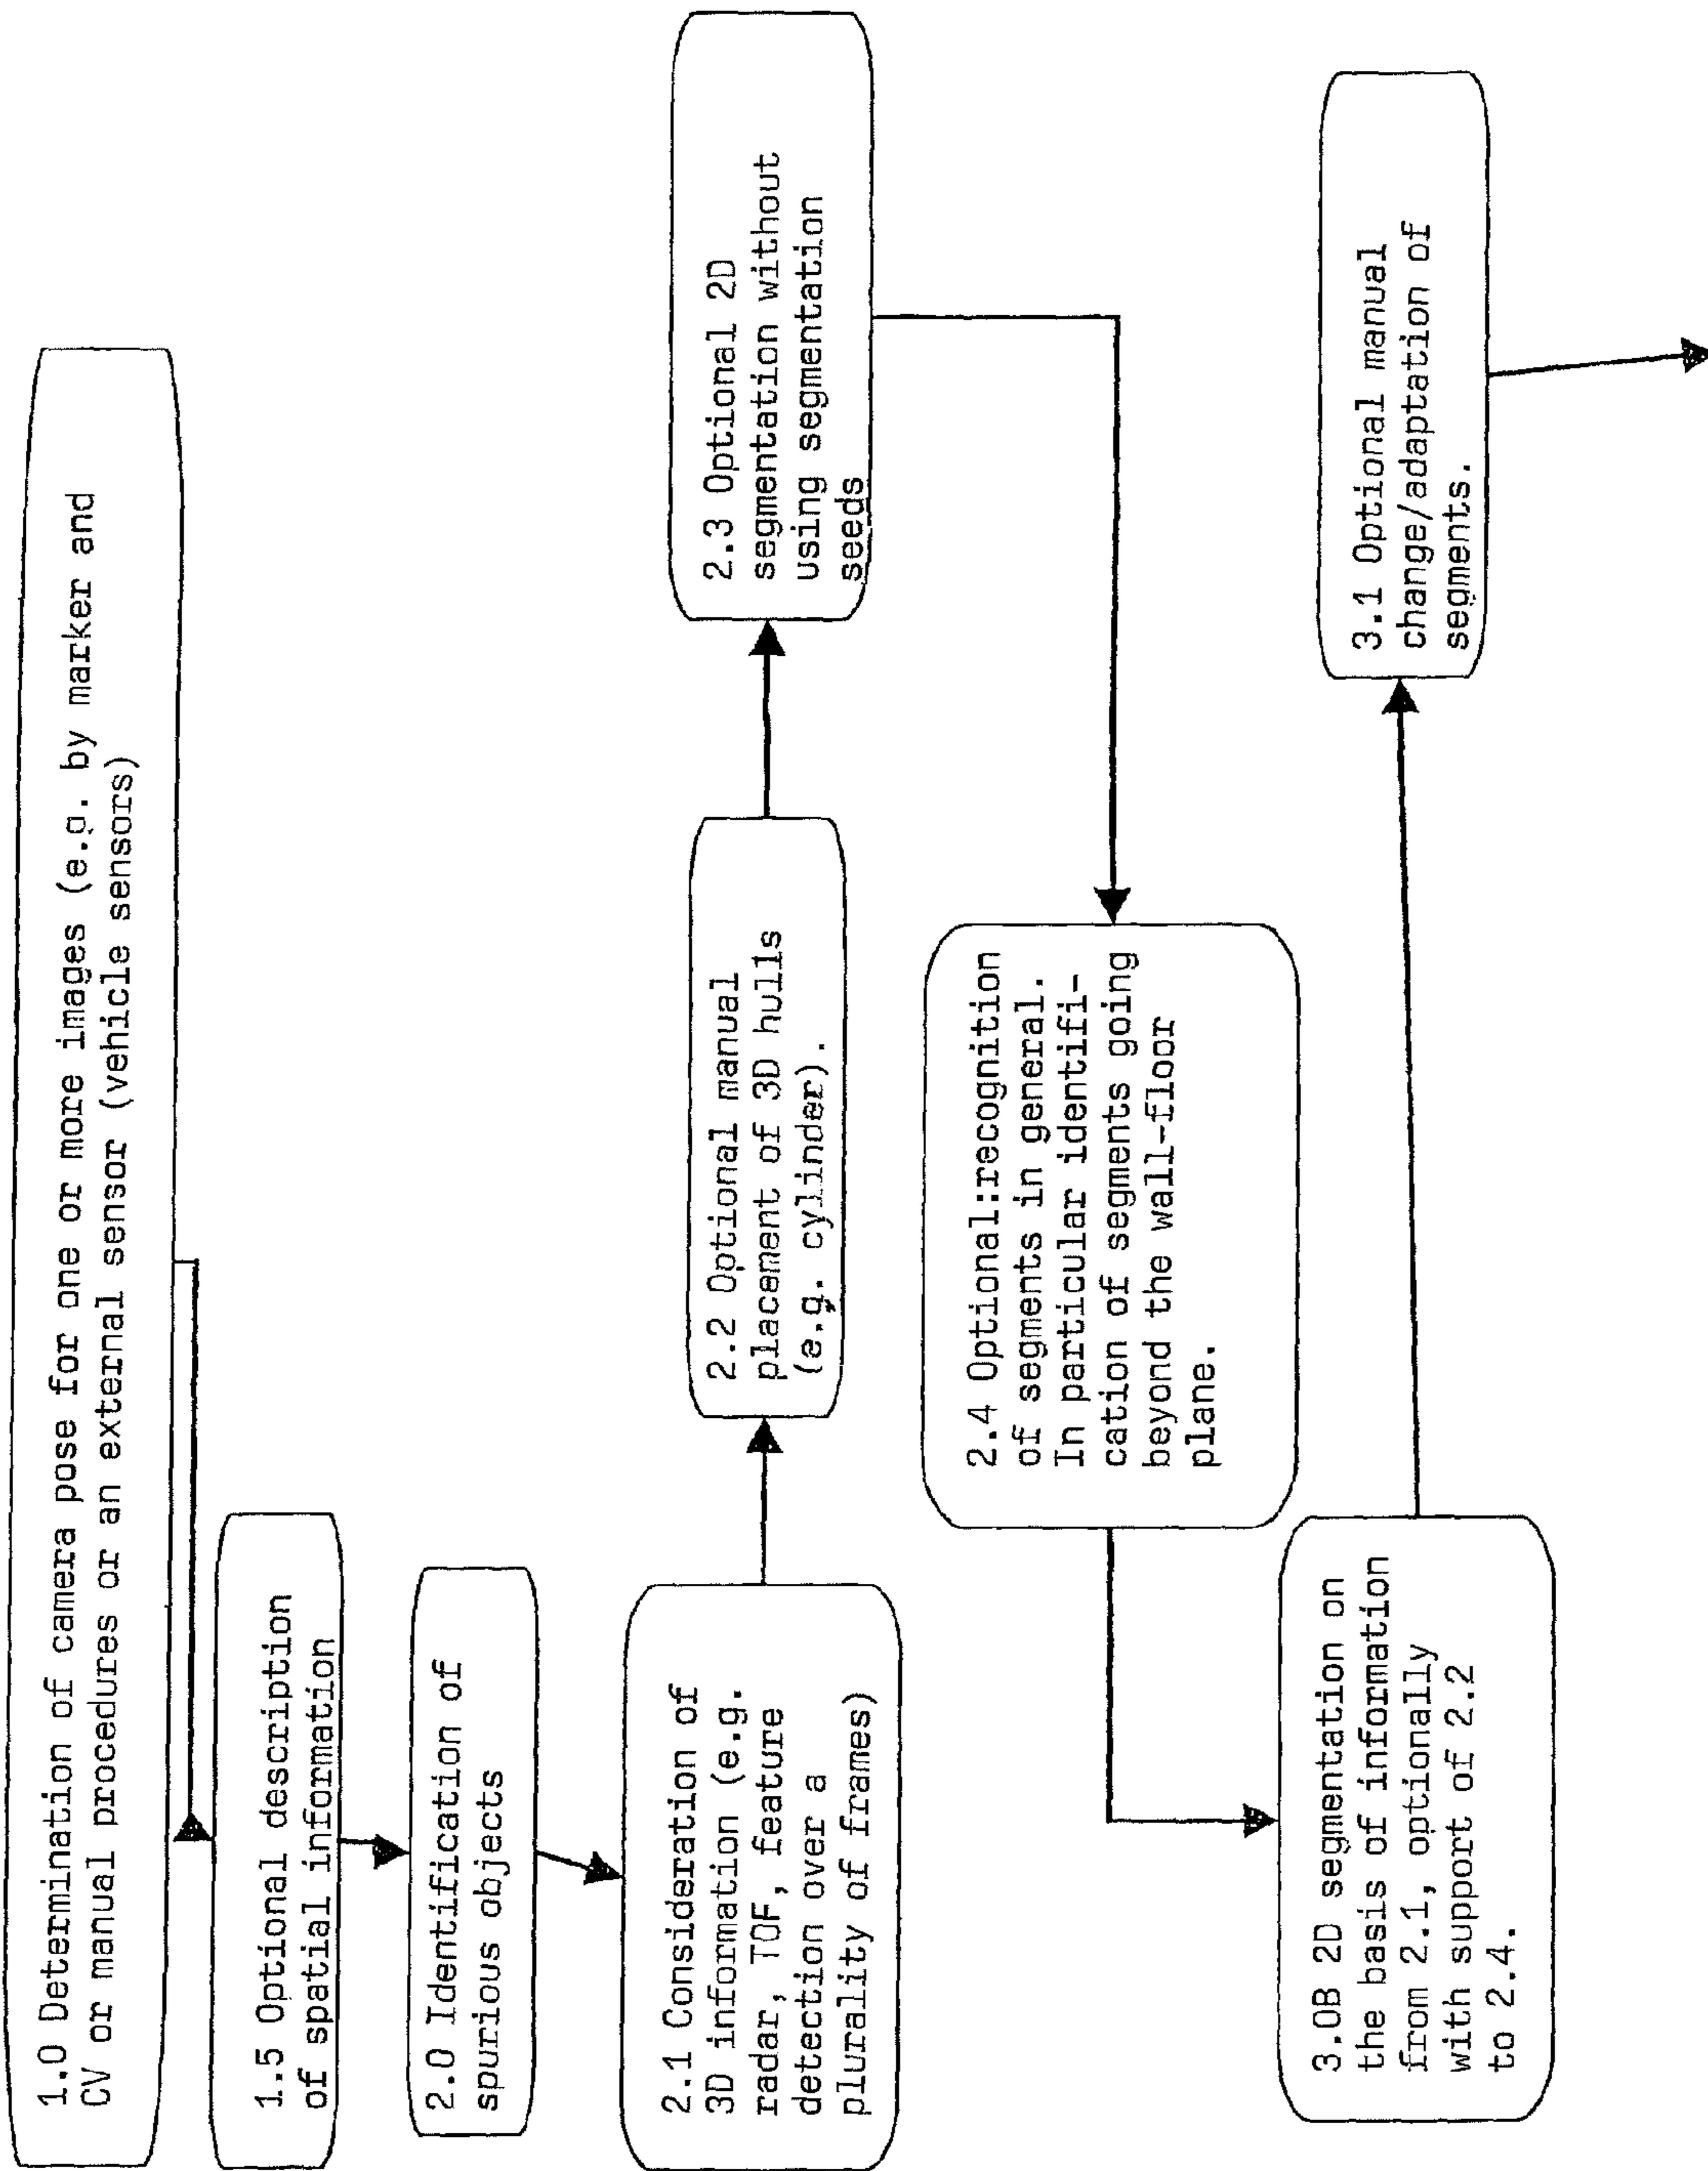 1.0 Determination of camera pose for one or more images (e.g. by marker and
CV or manual procedures or an external sensor (vehicle sensors)
1.5 Optional description
of spatial information
2.0 Identification of
spurious objects
2.1 Consideration of
3D information (e.g.
radar, TOF, feature
detection over a
plurality of frames)
2.2 Optional manual
placement of 3D hulls
(e.g. cylinder).
2.3 Optional 2D
segmentation without
using segmentation
seeds
2.4 Optional:recognition
of segments in general.
In particular identifi-
cation of segments going
beyond the wall-floor
plane.
3.0B 2D segmentation on
the basis of information
from 2.1, optionally
with support of 2.2
to 2.4.
3.1 Optional manual
change/adaptation of
segments.